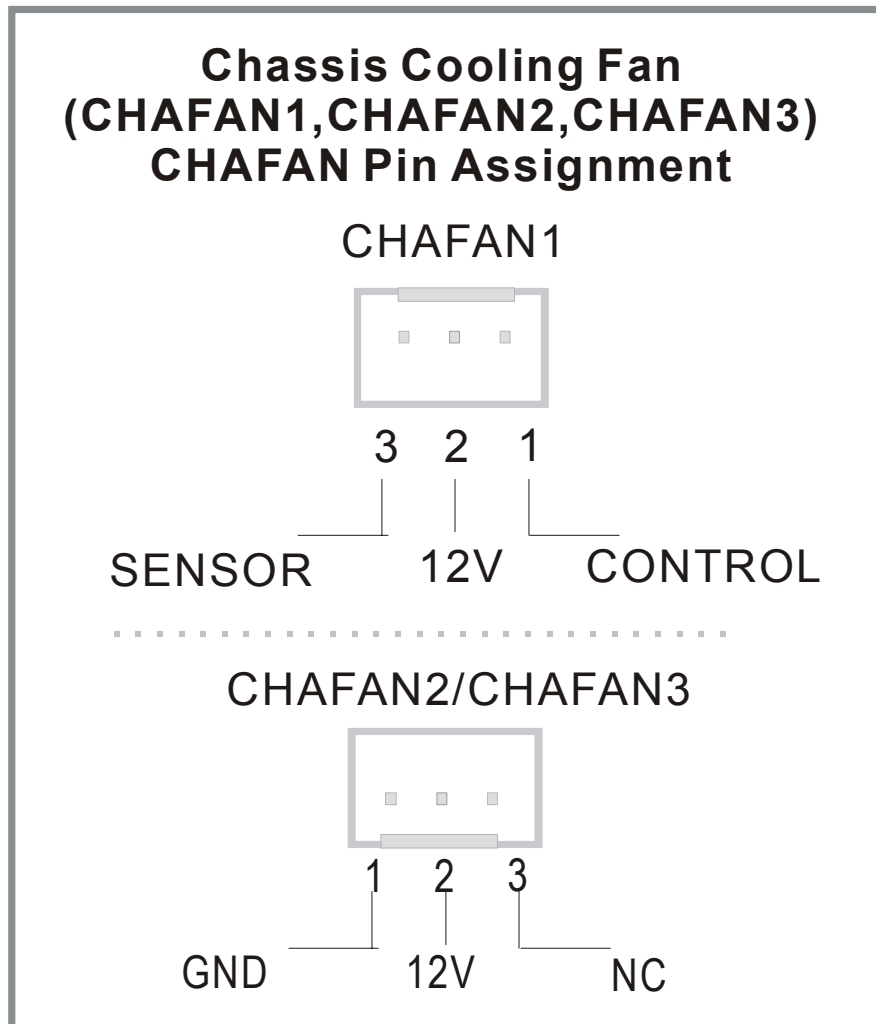 Chassis Cooling Fan
(CHAFAN1,CHAFAN2,CHAFAN3)
CHAFAN Pin Assignment
CHAFAN1
3 2 1
SENSOR 12V CONTROL
CHAFAN2/CHAFAN3
1 2 3
GND 12V NC